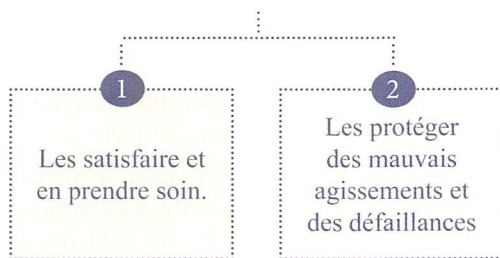 1
Les satisfaire et
en prendre soin.
2
Les protéger
des mauvais
agissements et
des défaillances